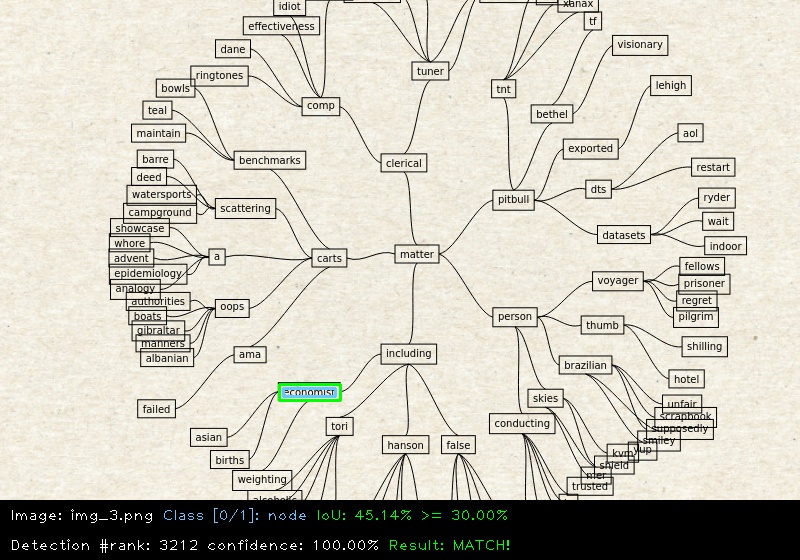 idiot
xanax
effectiveness
tf
dane
visionary
tuner
ringtones
bowls
tnt
lehigh
comp
teal
bethel
maintain
aol
exported
barre
benchmarks
clerical
restart
deed
dts
watersports
pitbull
ryder
campground
scattering
wait
showcase
datasets
whore
indoor
advent
a
carts
matter
epidemiology
fellows
voyager
prisoner
analogy
authorities
regret
oops
boats
person
pilgrim
thumb
gibraltar
manners
shilling
albanian
ama
including
brazilian
hotel
economist
skies
failed
unfair
scrapbook
conducting
tori
supposedly
asian
smiley
hanson
false
yup
kvm
births
shield
mer
weighting
trusted
alcoholic
Image: img_3.png Class [0/1]: node IoU: 45.14% >= 30.00%
Detection #rank: 3212 confidence: 100.00% Result: MATCH!